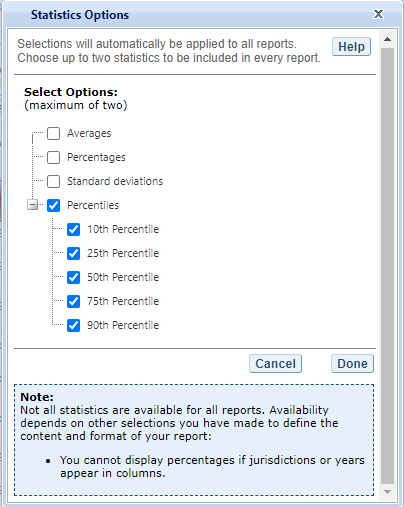 Statistics Options
Selections will automatically be applied to all reports.
Choose up to two statistics to be included in every report.
Help
Select Options:
(maximum of two)
Averages
Percentages
Standard deviations
Percentiles
10th Percentile
25th Percentile
50th Percentile
75th Percentile
90th Percentile
Cancel
Done
Note:
Not all statistics are available for all reports. Availability
depends on other selections you have made to define the
content and format of your report:
• You cannot display percentages if jurisdictions or years
appear in columns.